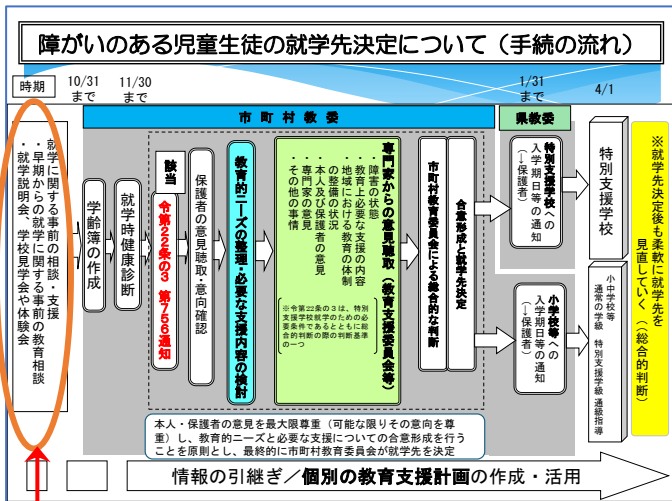 障がいのある児童生徒の就学先決定について（手続の流れ）
時期
10/31
まで
11/30
まで
1/31
まで
4/1
市町村教委
県教委
就学に関する事前の相談・支援
・早期からの就学に関する事前の教育相談
・就学説明会、学校見学会や体験会
学齢簿の作成
就学時健康診断
該当
令第22条の3　第756通知
保護者の意見聴取・意向確認
教育的ニーズの整理・必要な支援内容の検討
専門家からの意見聴取（教育支援委員会等）
・障害の状態
・教育上必要な支援の内容
・地域における教育の体制
の整備の状況
・本人及び保護者の意見
・専門家の意見
その他の事情
※令第22条の３は、特別
支援学校就学のための必
要条件であるとともに総合
的判断の際の判断基準
の一つ
市町村教育委員会による総合的な判断
合意形成と就学先決定
特別支援学校への
入学期日等の通知
（→保護者）
小学校等への
入学期日等の通知
（→保護者）
特別支援学校
小中学校等
通常の学級　特別支援学級 通級指導
※就学先決定後も柔軟に就学先を
見直していく（総合的判断）
本人・保護者の意見を最大限尊重（可能な限りその意向を尊
重）し、教育的ニーズと必要な支援についての合意形成を行う
ことを原則とし、最終的に市町村教育委員会が就学先を決定
情報の引継ぎ／個別の教育支援計画の作成・活用